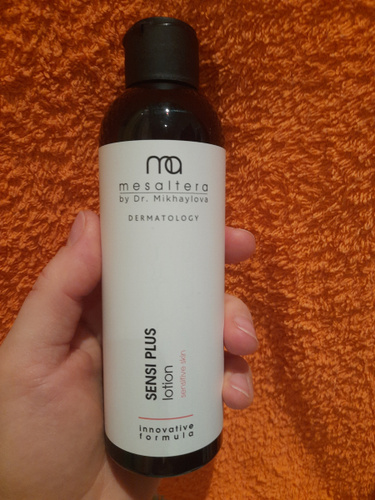 ma
mesaltera
by Dr. Mikhaylova
DERMATOLOGY
SENSI PLUS
lotion
sensitive skin
innovative
formula